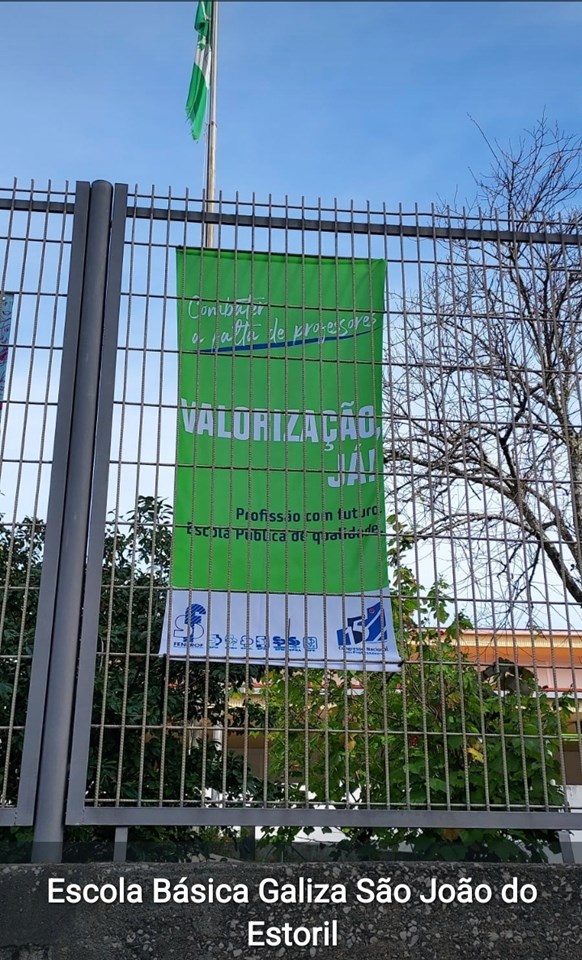 Combater
a falta de professores
VALORIZAÇÃO,
JÁ!
Profissão com futuro.
Escola Pública de qualidade.
FENPROF
Escola Básica Galiza São João do
Estoril